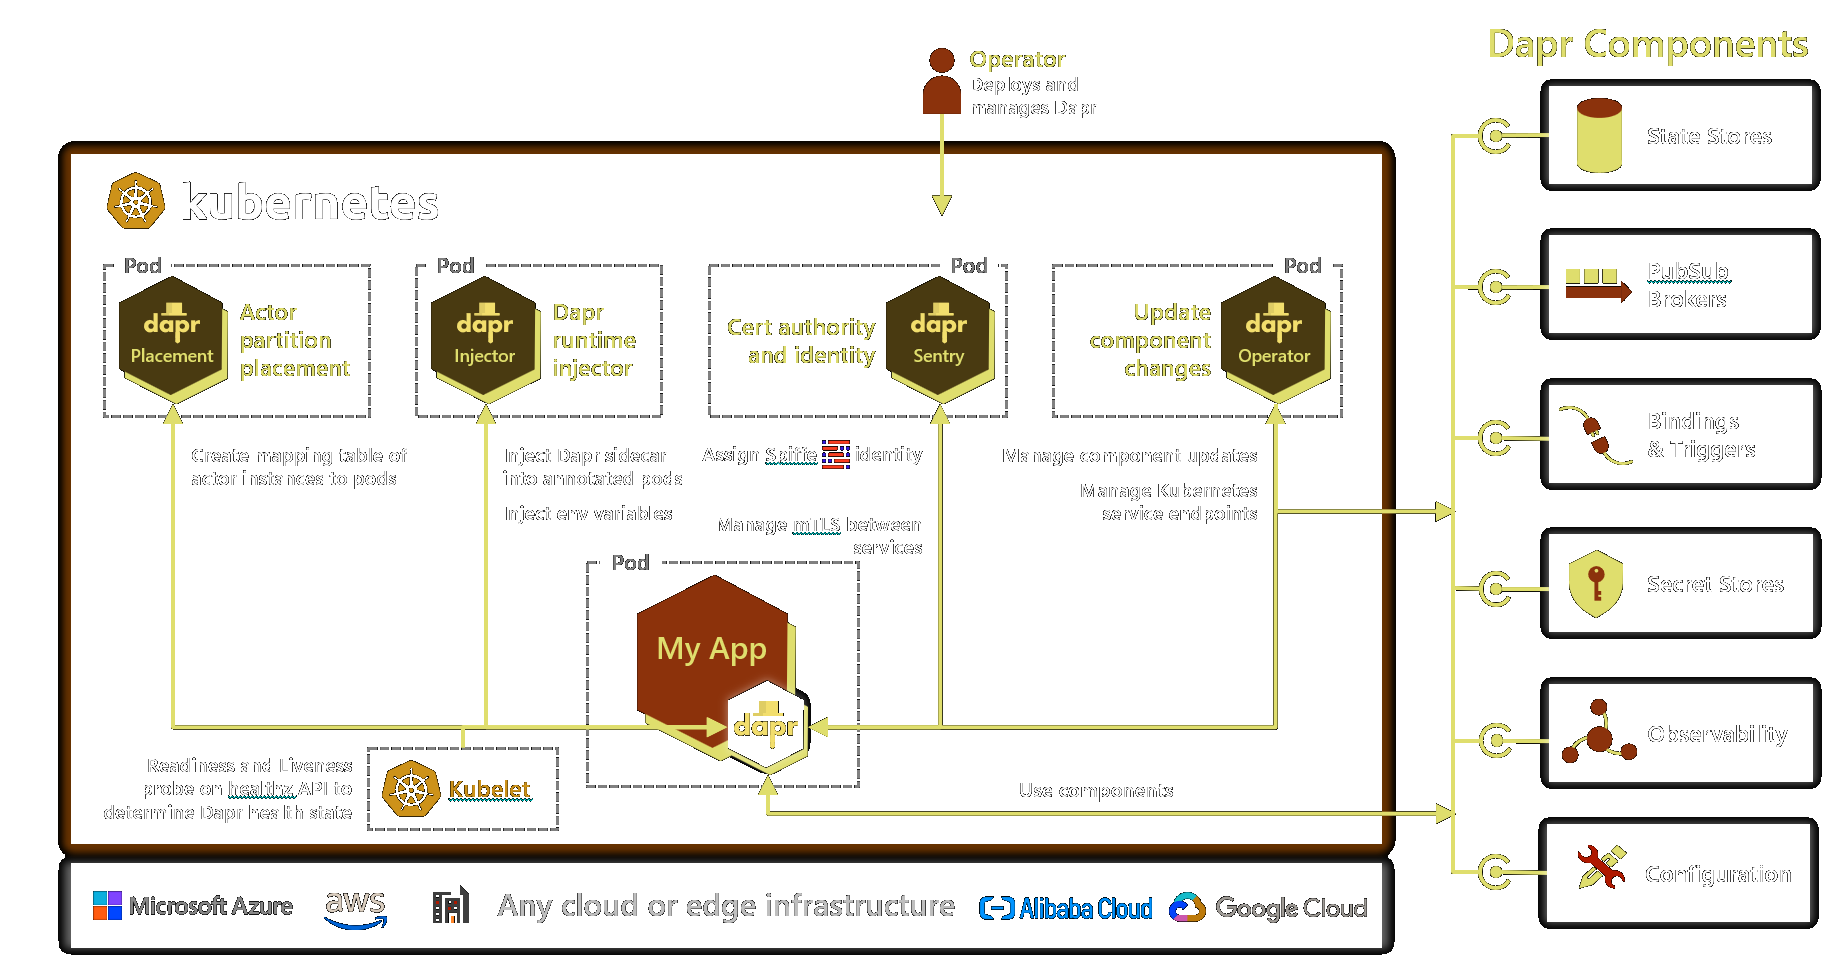 Dapr Components
Operator
Deploys and
manages Dapr
kubernetes
Pod
dapr
Placement
Actor
partition
placement
Pod
dapr
Injector
Dapr
runtime
injector
Pod
Cert authority
and identity
dapr
Sentry
Pod
Update
component
changes
dapr
Operator
Create mapping table of
actor instances to pods
Inject Dapr sidecar
into annotated pods
Inject env variables
Assign Spiffe identity
Manage mTLS between
services
Manage component updates
Manage Kubernetes
service endpoints
Pod
My App
dapr
Readiness and Liveness
probe on healthz API to
determine Dapr health state
Kubelet
Use components
State Stores
PubSub
Brokers
Bindings
& Triggers
Secret Stores
Observability
Configuration
Microsoft Azure
aws
Any cloud or edge infrastructure
Alibaba Cloud
Google Cloud